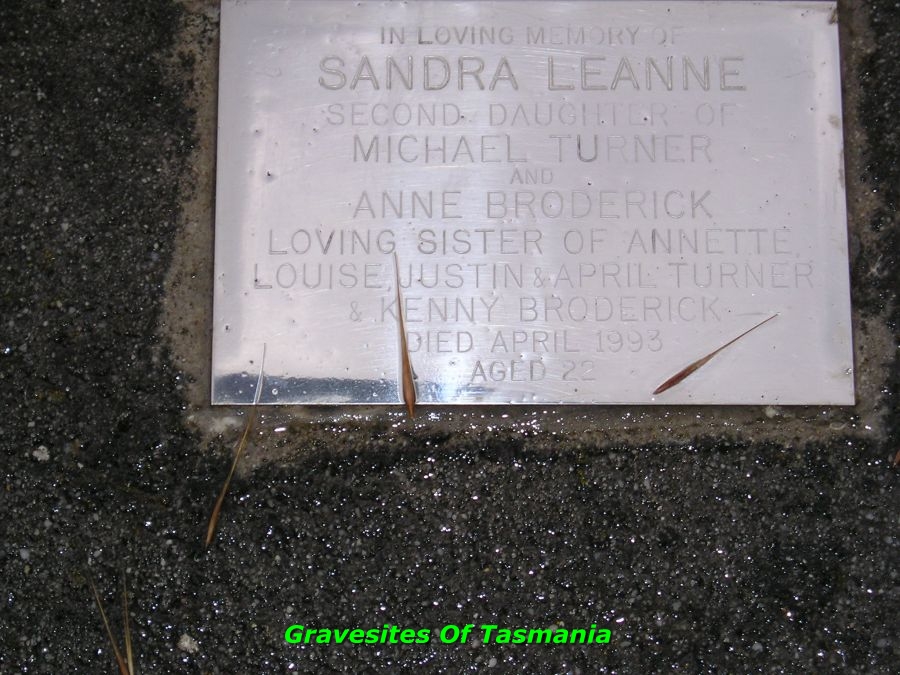 IN LOVING MEMORY OF
SANDRA LEANNE
SECOND DAUGHTER OF
MICHAEL TURNER
AND
ANNE BRODERICK
LOVING SISTER OF ANNETTE,
LOUISE, JUSTIN & APRIL TURNER
& KENNY BRODERICK
DIED APRIL 1993
AGED 22
Gravesites Of Tasmania